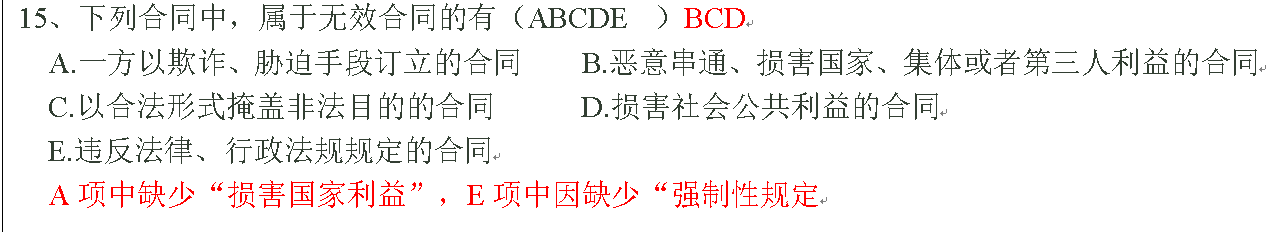 15、下列合同中，属于无效合同的有（ABCDE ）BCD
A.一方以欺诈、胁迫手段订立的合同 B.恶意串通、损害国家、集体或者第三人利益的合同
C.以合法形式掩盖非法目的的合同 D.损害社会公共利益的合同
E.违反法律、行政法规规定的合同
A 项中缺少“损害国家利益”，E 项中因缺少“强制性规定